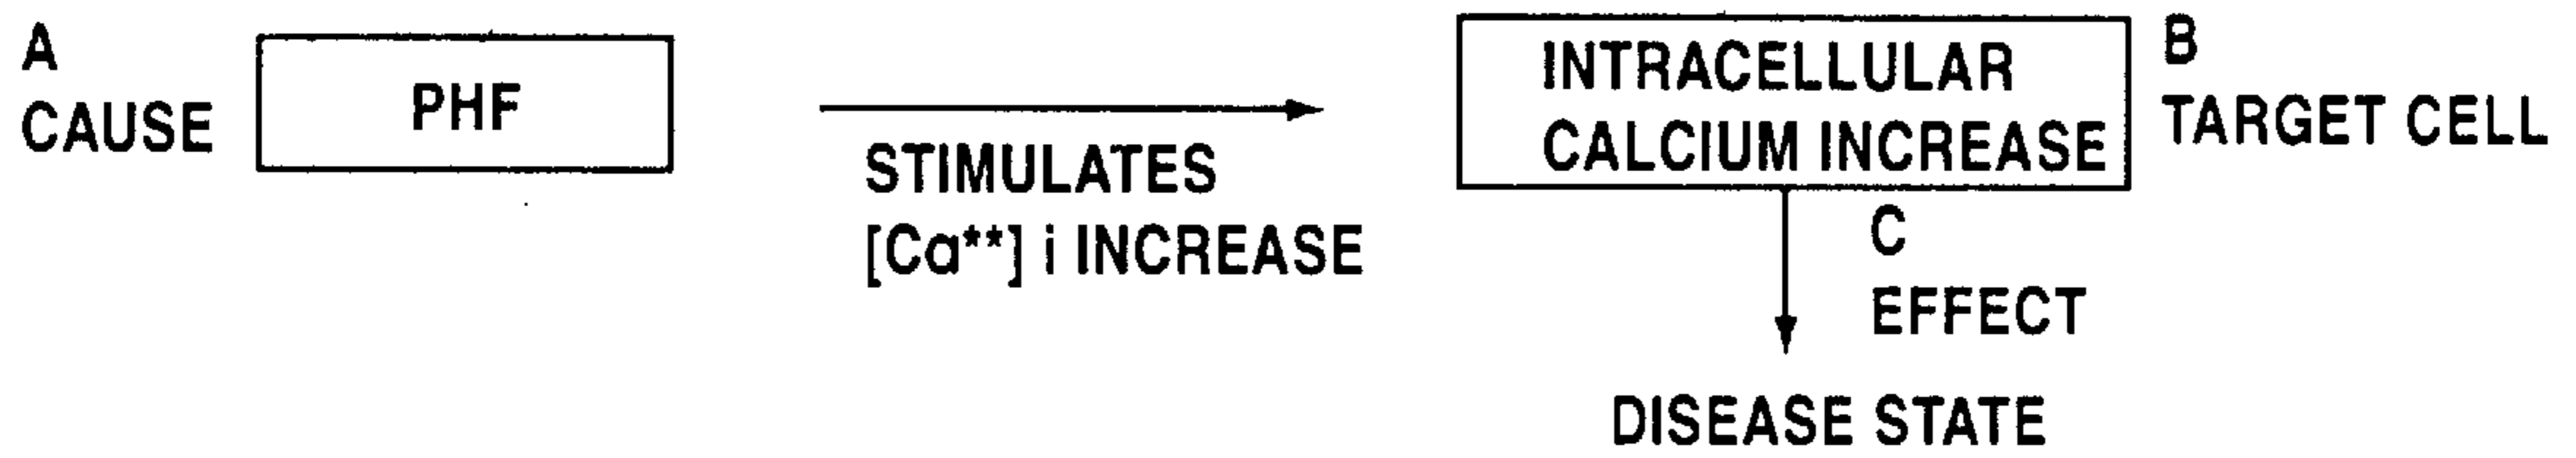 A
CAUSE
PHF
STIMULATES
[Ca**] i INCREASE
INTRACELLULAR
CALCIUM INCREASE
B
TARGET CELL
C
EFFECT
DISEASE STATE